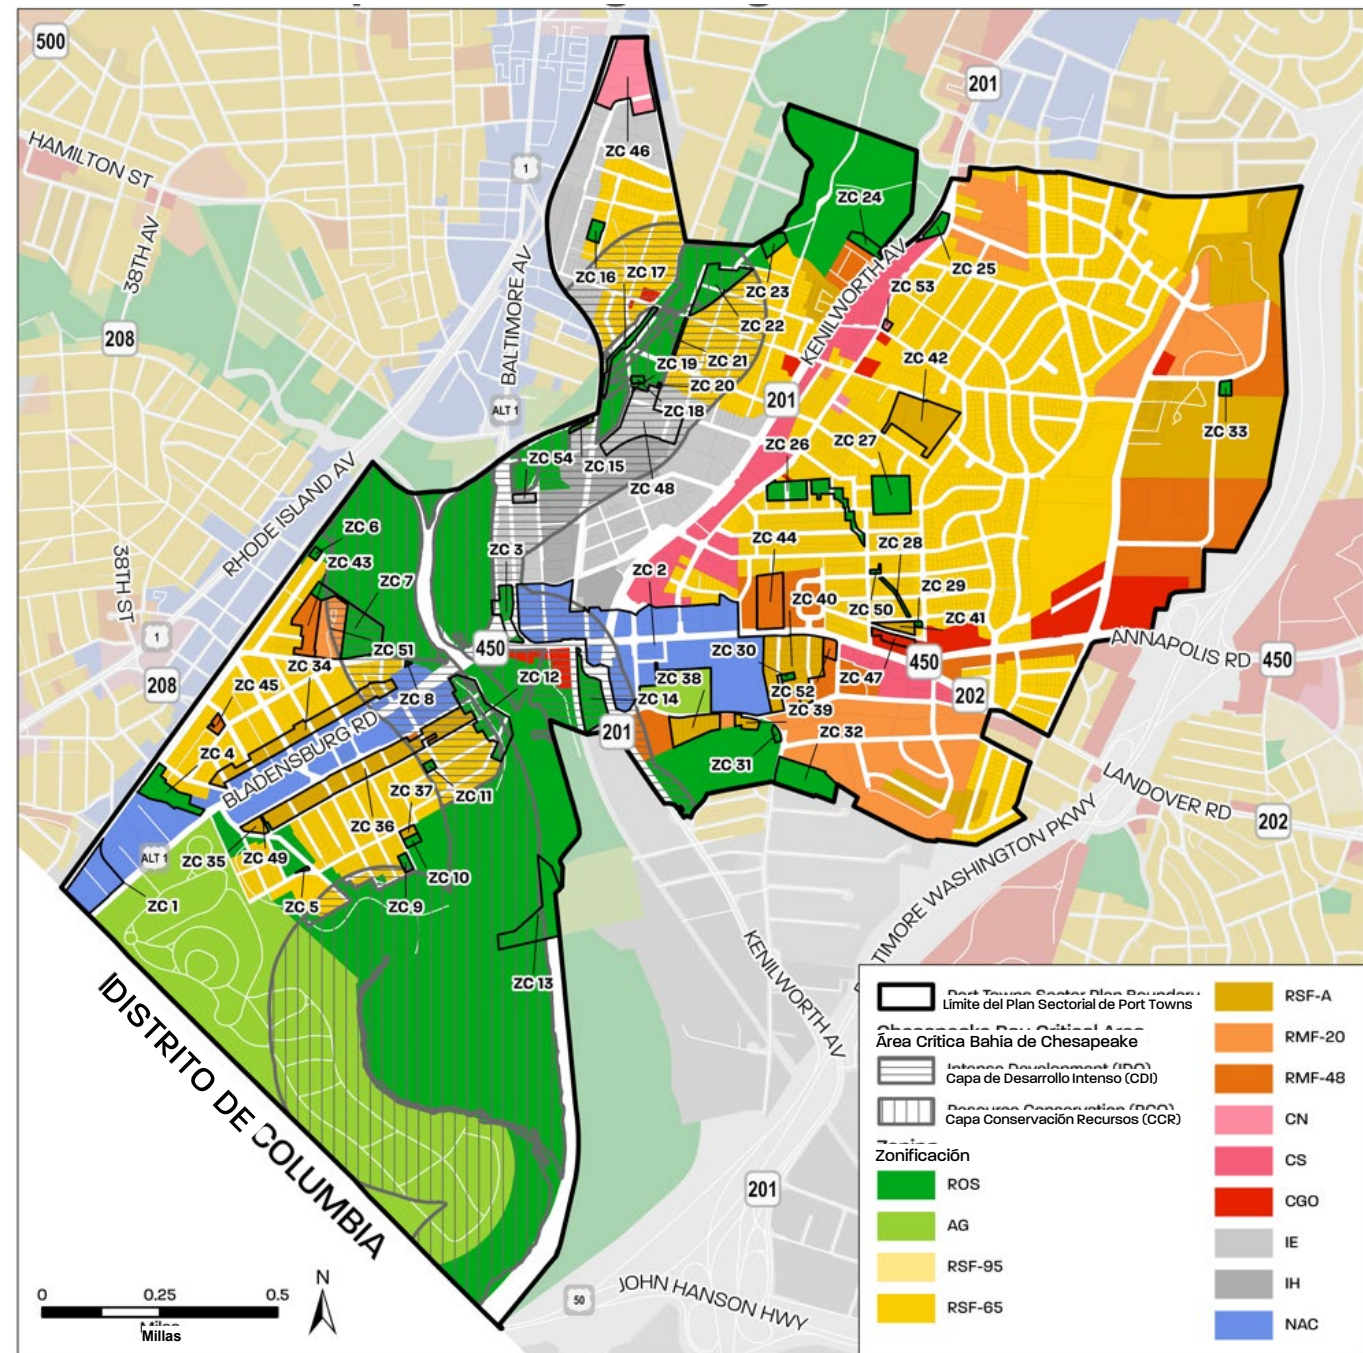 500
201
HAMILTON ST
ZC 46
1
ZC 24
38TH AV
BALTIMORE AV
KENILWORTH AV
ZC 25
ZC 16
ZC 17
ZC 23
ZC 53
208
ZC 22
ZC 42
ZC 21
ZC 19
ZC 20
201
ALT 1
ZC 18
ZC 54
ZC 15
ZC 26
ZC 27
ZC 33
ZC 48
RHODE ISLAND AV
ZC 6
ZC 3
ZC 44
ZC 28
38TH ST
ZC 43
ZC 7
ZC 2
ZC 29
ZC 40
ZC 50
ZC 41
1
450
ANNAPOLIS RD
ZC 51
ZC 30
450
450
208
ZC 34
ZC 45
ZC 8
ZC 12
ZC 38
ZC 47
202
ZC 14
ZC 52
ZC 39
ZC 4
BLADENSBURG RD
201
ZC 32
ZC 31
ZC 37
ZC 11
LANDOVER RD
202
ZC 36
ALT 1
ZC 35
ZC 49
ZC 10
ZC 1
ZC 5
ZC 9
TIMORE WASHINGTON PKWY
ZC 13
KENILWORTH AV
IDISTRITO DE COLUMBIA
201
JOHN HANSON HWY
50
N
0
0.25
0.5
Millas
Límite del Plan Sectorial de Port Towns
Área Crítica Bahía de Chesapeake
Capa de Desarrollo Intenso (CDI)
Capa Conservación Recursos (CCR)
Zonificación
ROS
AG
RSF-95
RSF-65
RSF-A
RMF-20
RMF-48
CN
CS
CGO
IE
IH
NAC